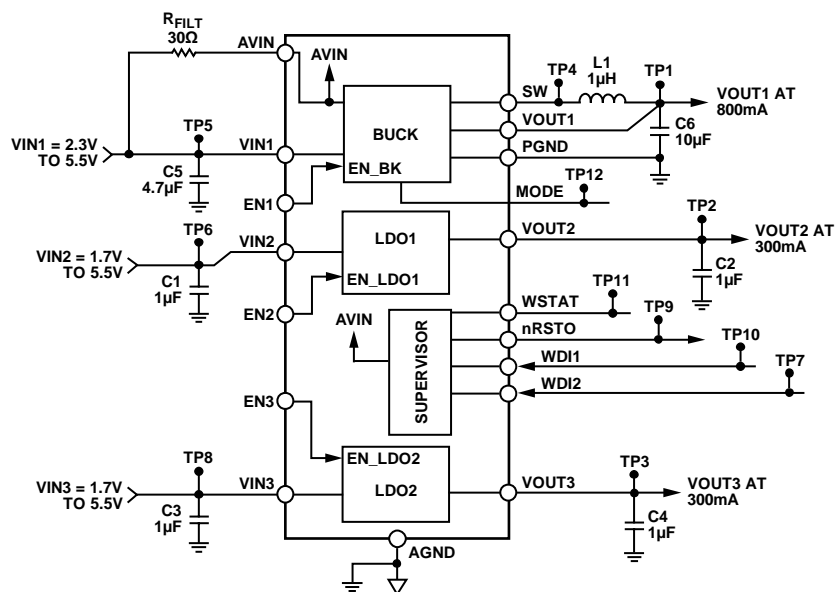 RFILT
30Ω
AVIN
AVIN
VIN1 = 2.3V
TO 5.5V
TP5
VIN1
C5
4.7µF
EN1
BUCK
EN_BK
SW
TP4
L1
1µH
TP1
VOUT1 AT
800mA
VOUT1
C6
10µF
PGND
TP12
MODE
TP6
VIN2
VIN2 = 1.7V
TO 5.5V
C1
1µF
EN2
LDO1
EN_LDO1
VOUT2
TP2
VOUT2 AT
300mA
C2
1µF
AVIN
SUPERVISOR
WSTAT
TP11
nRSTO
TP9
WDI1
TP10
WDI2
TP7
EN3
EN_LDO2
LDO2
TP8
VIN3
VIN3 = 1.7V
TO 5.5V
C3
1µF
VOUT3
TP3
VOUT3 AT
300mA
C4
1µF
AGND